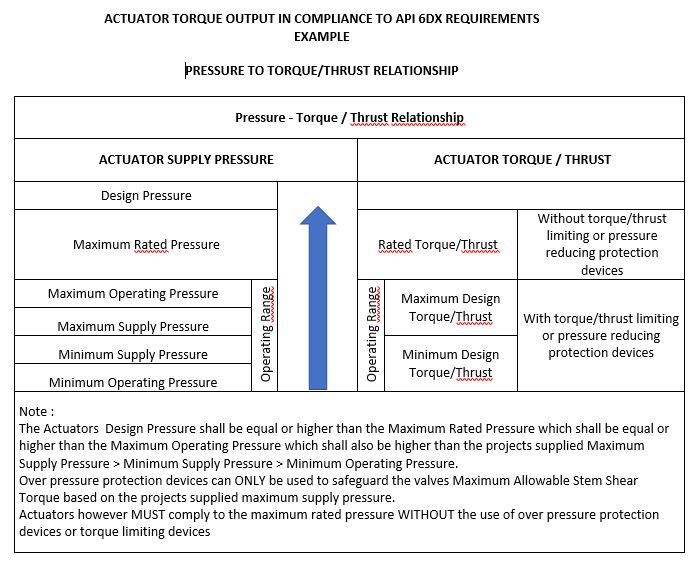 ACTUATOR TORQUE OUTPUT IN COMPLIANCE TO API 6DX REQUIREMENTS
EXAMPLE
PRESSURE TO TORQUE/THRUST RELATIONSHIP
Pressure - Torque / Thrust Relationship
ACTUATOR SUPPLY PRESSURE
ACTUATOR TORQUE / THRUST
Design Pressure
Maximum Rated Pressure
Rated Torque/Thrust
Without torque/thrust
limiting or pressure
reducing protection
devices
Maximum Operating Pressure
Maximum Supply Pressure
Minimum Supply Pressure
Minimum Operating Pressure
Operating Range
Operating Range
Maximum Design
Torque/Thrust
Minimum Design
Torque/Thrust
With torque/thrust limiting
or pressure reducing
protection devices
Note :
The Actuators  Design Pressure shall be equal or higher than the Maximum Rated Pressure which shall be equal or
higher than the Maximum Operating Pressure which shall also be higher than the projects supplied Maximum
Supply Pressure > Minimum Supply Pressure > Minimum Operating Pressure.
Over pressure protection devices can ONLY be used to safeguard the valves Maximum Allowable Stem Shear
Torque based on the projects supplied maximum supply pressure.
Actuators however MUST comply to the maximum rated pressure WITHOUT the use of over pressure protection
devices or torque limiting devices